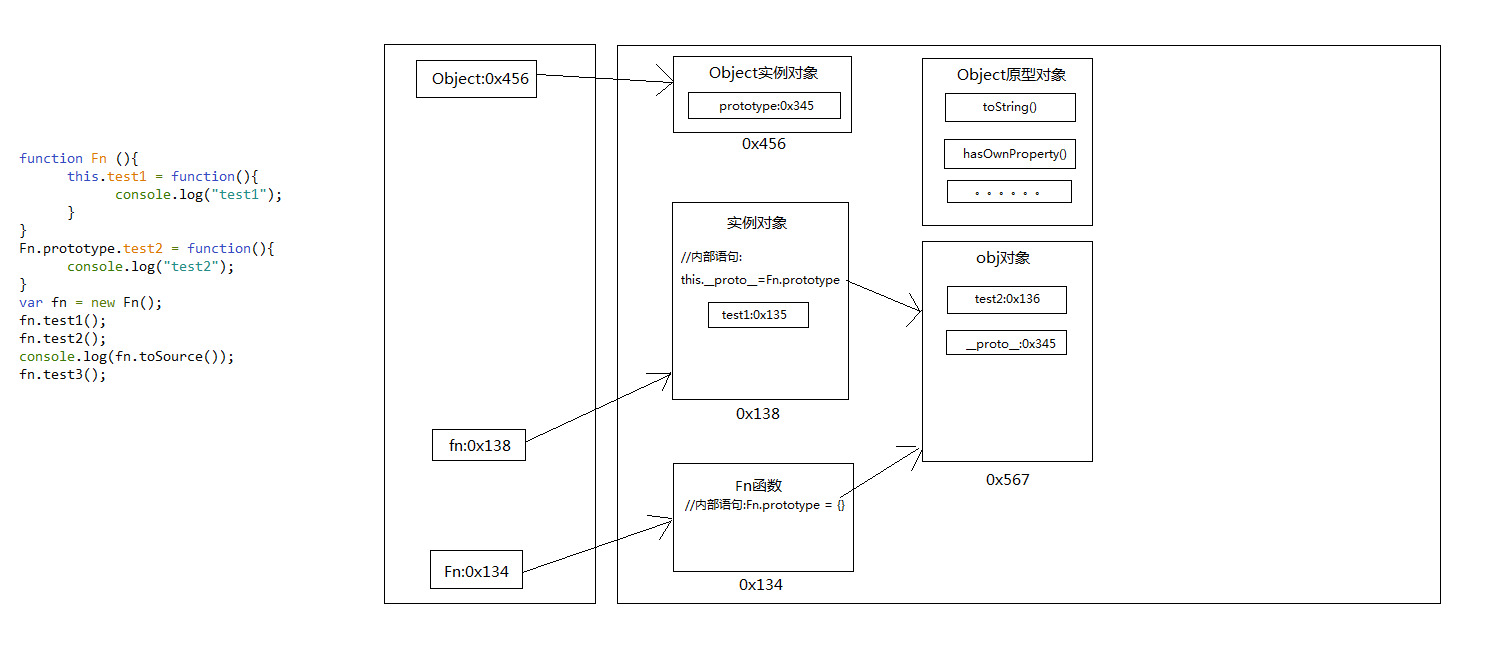 function Fn (){
this.test1 = function(){
console.log("test1");
}
}
Fn.prototype.test2 = function(){
console.log("test2");
}
var fn = new Fn();
fn.test1();
fn.test2();
console.log(fn.toSource());
fn.test3();
Object:0x456
fn:0x138
Fn:0x134
Object实例对象
prototype:0x345
0x456
实例对象
//内部语句:
this.__proto__=Fn.prototype
test1:0x135
0x138
Fn函数
//内部语句:Fn.prototype = {}
0x134
Object原型对象
toString()
hasOwnProperty()
。。。。。。
obj对象
test2:0x136
__proto__:0x345
0x567